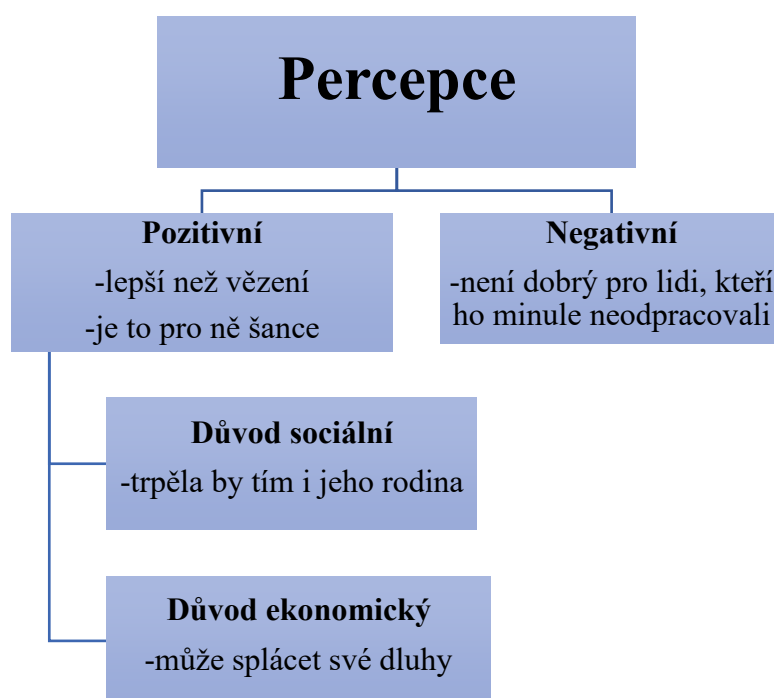 Percepce
Pozitivní
-lepší než vězení
-je to pro ně šance
Negativní
-není dobrý pro lidi, kteří
ho minule neodpracovali
Důvod sociální
-trpěla by tím i jeho rodina
Důvod ekonomický
-může splácet své dluhy